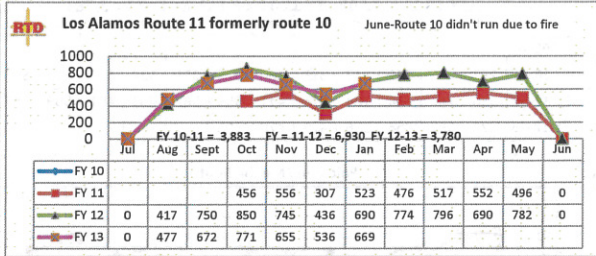 RTD
Los Alamos Route 11 formerly route 10
June-Route 10 didn't run due to fire
1000
800
600
400
200
0
FY 10-11 = 3,883 FY = 11-12 = 6,930 FY 12-13 = 3,780
Jul Aug Sept Oct Nov Dec Jan Feb Mar Apr May Jun
FY 10
FY 11 456 556 307 523 476 517 552 496 0
FY 12 0 417 750 850 745 436 690 774 796 690 782 0
FY 13 0 477 672 771 655 536 669